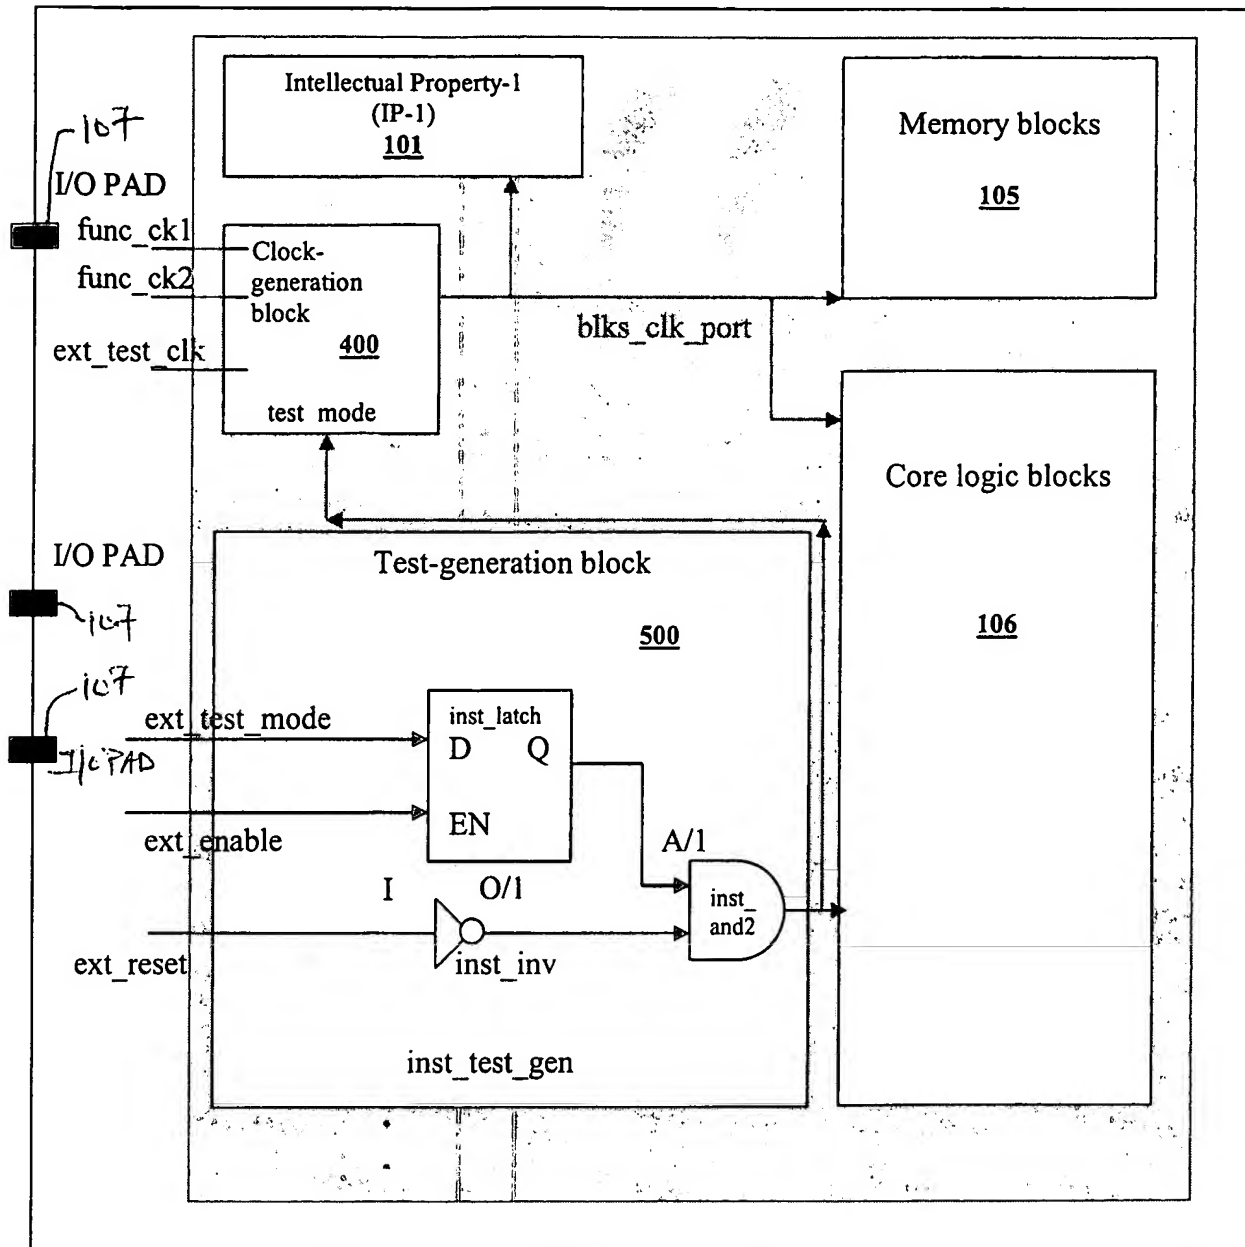 Intellectual Property-1
(IP-1)
101
Memory blocks
105
107
I/O PAD
func_ck1
func_ck2
ext_test_clk
Clock-
generation
block
400
test_mode
blks_clk_port
Core logic blocks
106
I/O PAD
107
Test-generation block
500
107
I/O PAD
ext_test_mode
ext_enable
inst_latch
D Q
EN
A/1
I O/1
inst_
and2
ext_reset
inst_inv
inst_test_gen